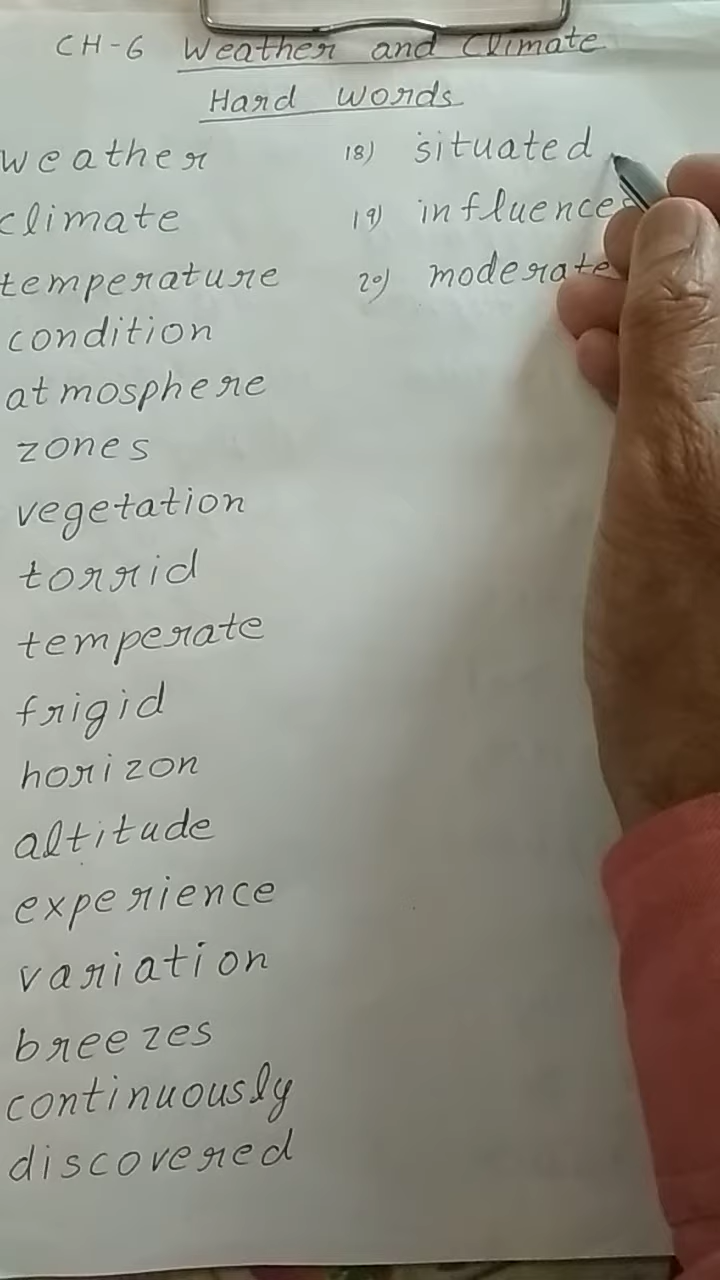 CH-6 Weather and Climate
Hard Words
weather
climate
temperature
condition
atmosphere
zones
vegetation
torrid
temperate
frigid
horizon
altitude
experience
variation
breezes
continuously
discovered
18) situated
19) influences
20) moderate